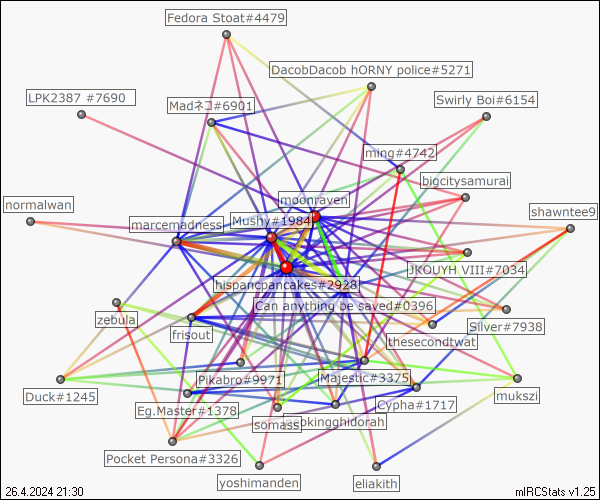 Fedora Stoat#4479
DacobDacob hORNY police#5271
LPK2387 #7690
Madネコ#6901
Swirly Boi#6154
ming#4742
bigcitysamurai
moonraven
normalwan
marcemadness
Mushy#1984
shawntee9
JKQUYH VIII#7034
hispancpancakes#2928
Can anything be saved#0396
zebula
frisout
thesecondtwat
Silver#7938
Pikabro#9971
Majestic#3375
Duck#1245
mukszi
Eg.Master#1378
Cypha#1717
somass
kingghidorah
Pocket Persona#3326
yoshimanden
eliakith
26.4.2024 21:30
mIRCStats v1.25